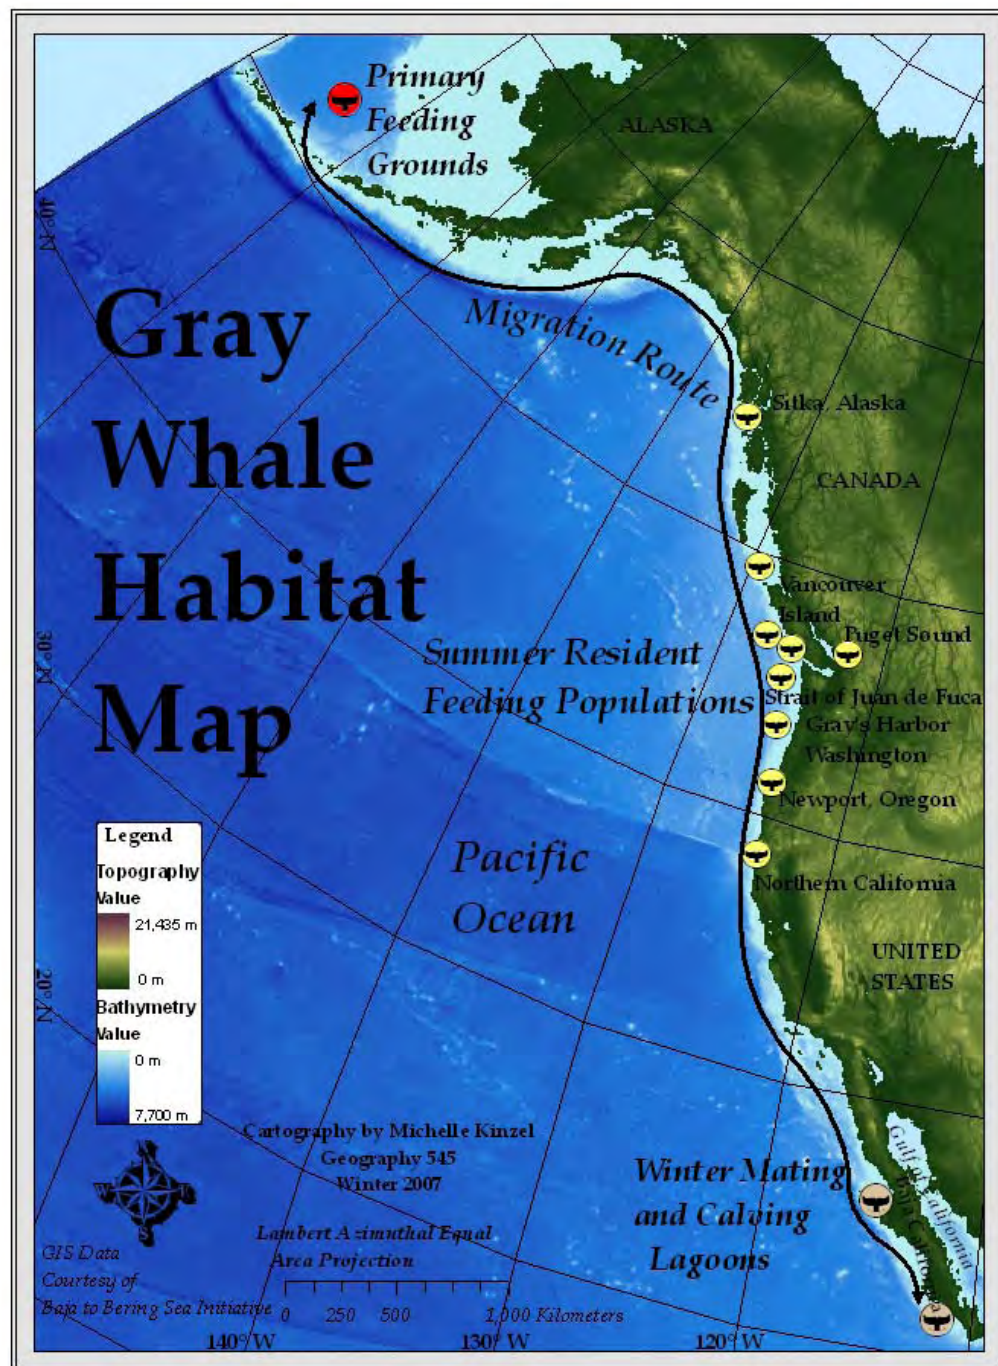 Primary
Feeding
Grounds
ALASKA
40° N
Gray
Whale
Habitat
Map
Migration Route
Sitka, Alaska
CANADA
Vancouver
Island
Puget Sound
Summer Resident
Feeding Populations
Strait of Juan de Fuca
Gray's Harbor
Washington
Newport, Oregon
30° N
Northern California
Pacific
Ocean
UNITED
STATES
20° N
Legend
Topography
Value
21,435 m
0 m
Bathymetry
Value
0 m
7,700 m
Cartography by Michelle Kinzel
Geography 545
Winter 2007
Winter Mating
and Calving
Lagoons
Gulf of California
Baja California
N
W
E
S
Lambert Azimuthal Equal
Area Projection
GIS Data
Courtesy of
Baja to Bering Sea Initiative
0 250 500 1,000 Kilometers
140° W 130° W 120° W